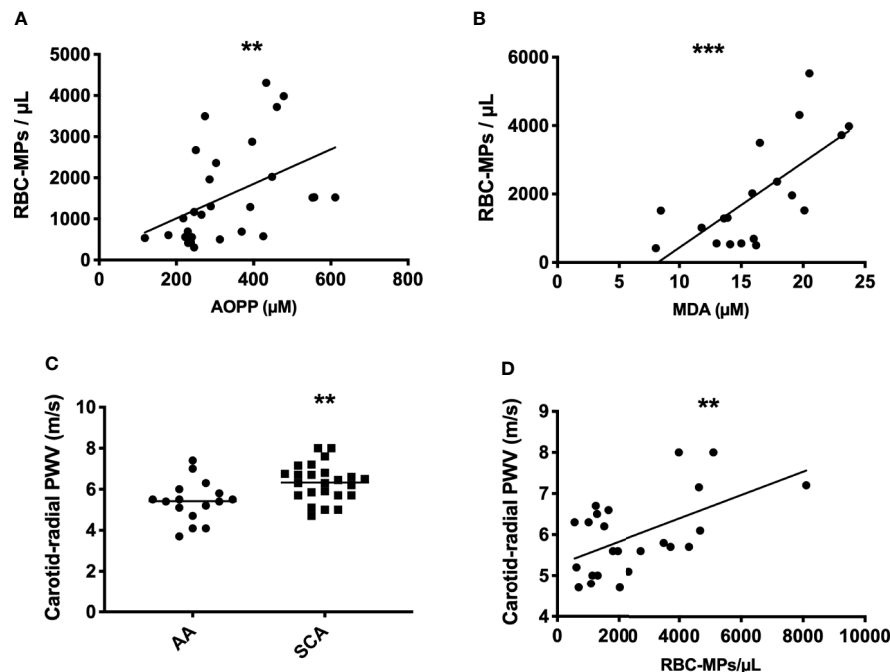 A
**
RBC-MPs / µL
5000
4000
3000
2000
1000
0
0 200 400 600 800
AOPP (µM)
B
***
RBC-MPs / µL
6000
4000
2000
0
0 5 10 15 20 25
MDA (µM)
C
**
Carotid-radial PWV (m/s)
10
8
6
4
2
0
AA SCA
D
**
Carotid-radial PWV (m/s)
9
8
7
6
5
4
0 2000 4000 6000 8000 10000
RBC-MPs/µL